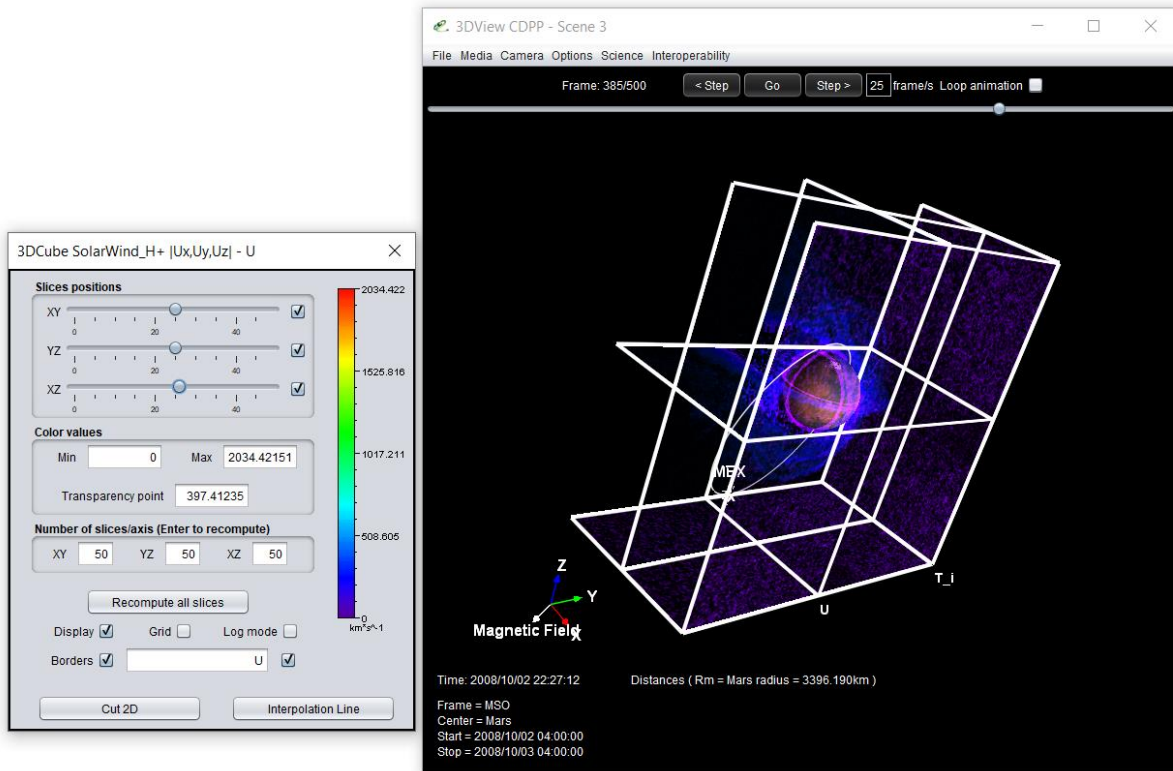 3DView CDPP - Scene 3
File Media Camera Options Science Interoperability
Frame: 385/500 < Step Go Step > 25 frame/s Loop animation
3DCube SolarWind_H+ |Ux,Uy,Uz| - U
Slices positions
XY
0 20 40
YZ
0 20 40
XZ
0 20 40
2034.422
1525.816
1017.211
508.605
0
km*s^-1
Color values
Min 0 Max 2034.42151
Transparency point 397.41235
Number of slices/axis (Enter to recompute)
XY 50 YZ 50 XZ 50
Recompute all slices
Display Grid Log mode
Borders U
Cut 2D Interpolation Line
MEX
Z
Y
X
Magnetic Field
T_i
U
Time: 2008/10/02 22:27:12 Distances ( Rm = Mars radius = 3396.190km )
Frame = MSO
Center = Mars
Start = 2008/10/02 04:00:00
Stop = 2008/10/03 04:00:00